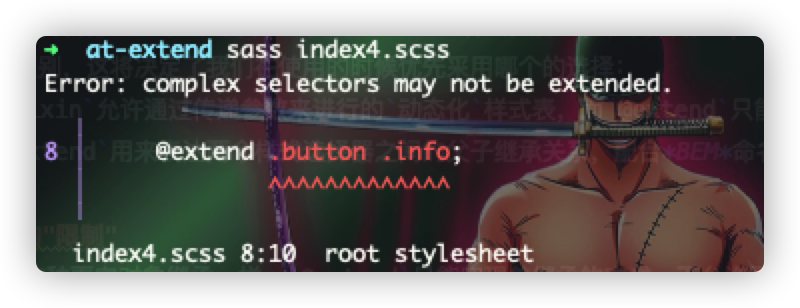 ➜ at-extend sass index4.scss
Error: complex selectors may not be extended.
8 │ @extend .button .info;
^^^^^^^^^^^^^
index4.scss 8:10 root stylesheet